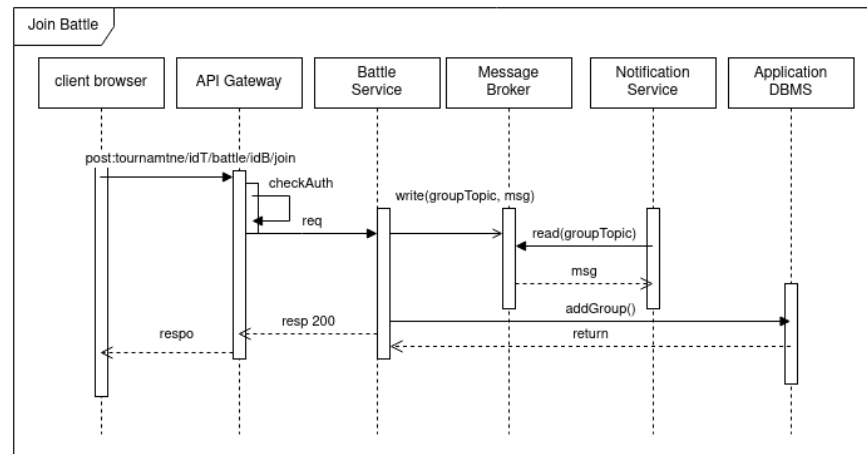 Join Battle
client browser
API Gateway
Battle
Service
Message
Broker
Notification
Service
Application
DBMS
post:tournamtne/idT/battle/idB/join
checkAuth
write(groupTopic, msg)
req
read(groupTopic)
msg
addGroup()
resp 200
return
respo